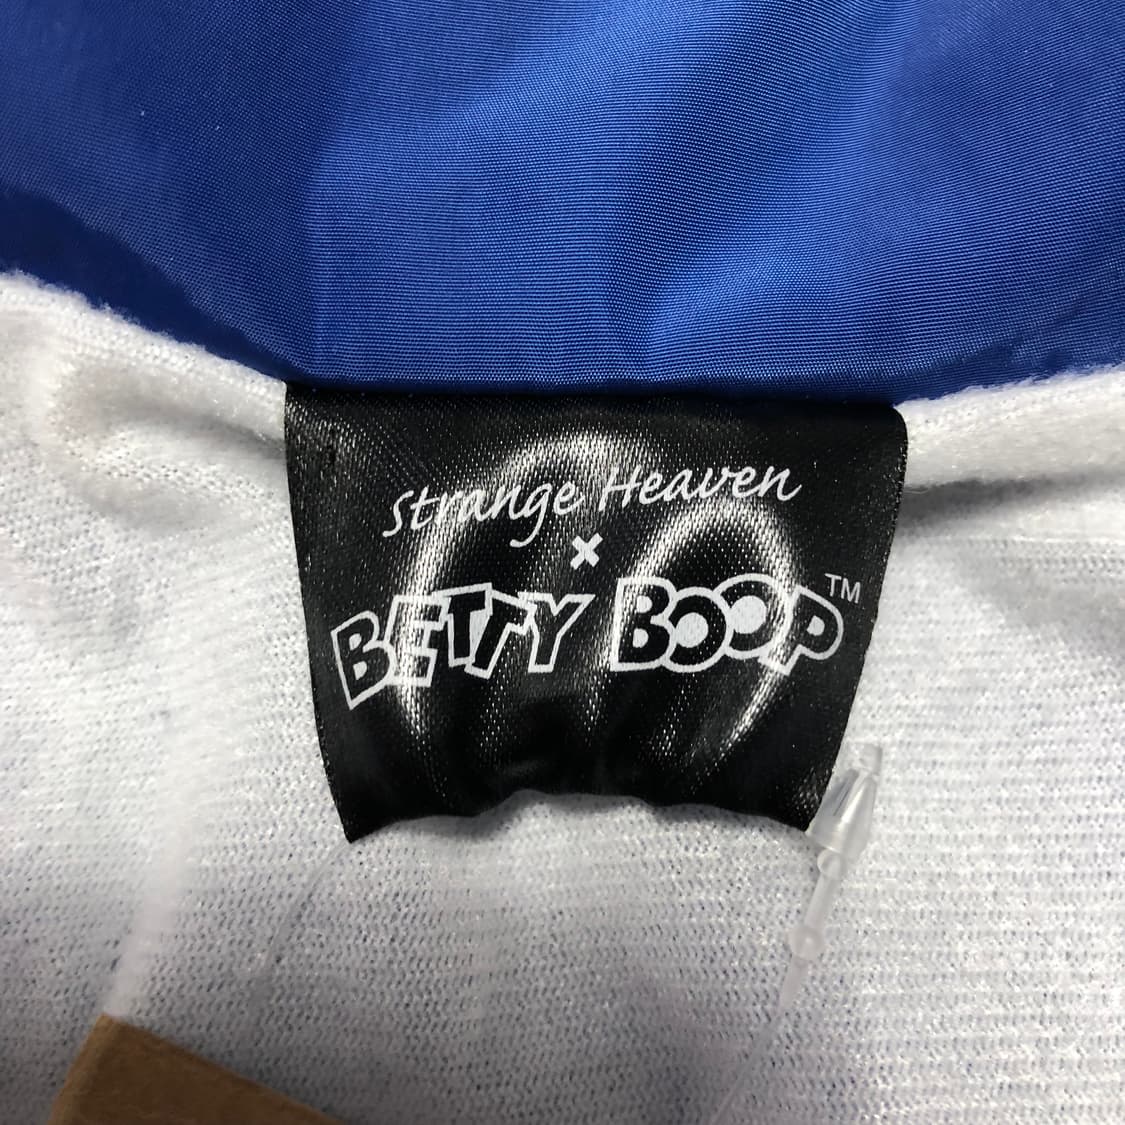 Strange Heaven
×
BETTY BOOP™